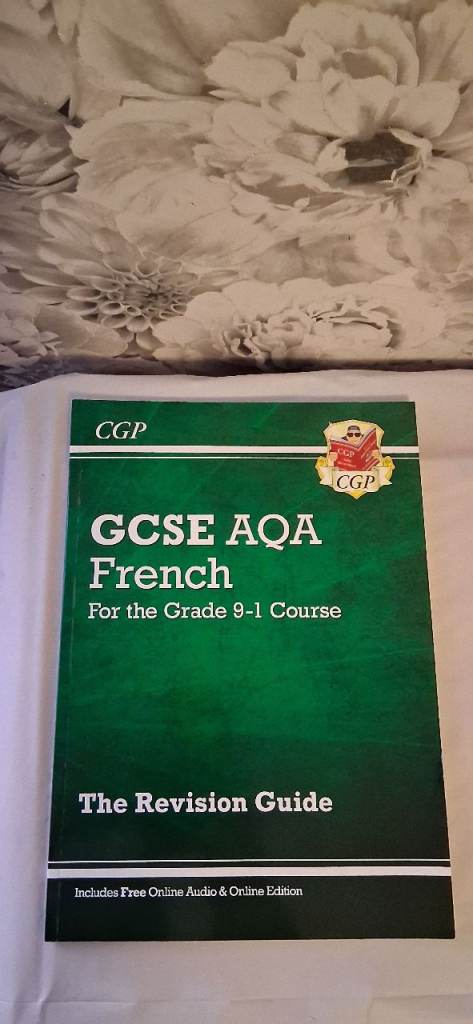 CGP
CGP
CGP
GCSE AQA
French
For the Grade 9-1 Course
The Revision Guide
Includes Free Online Audio & Online Edition